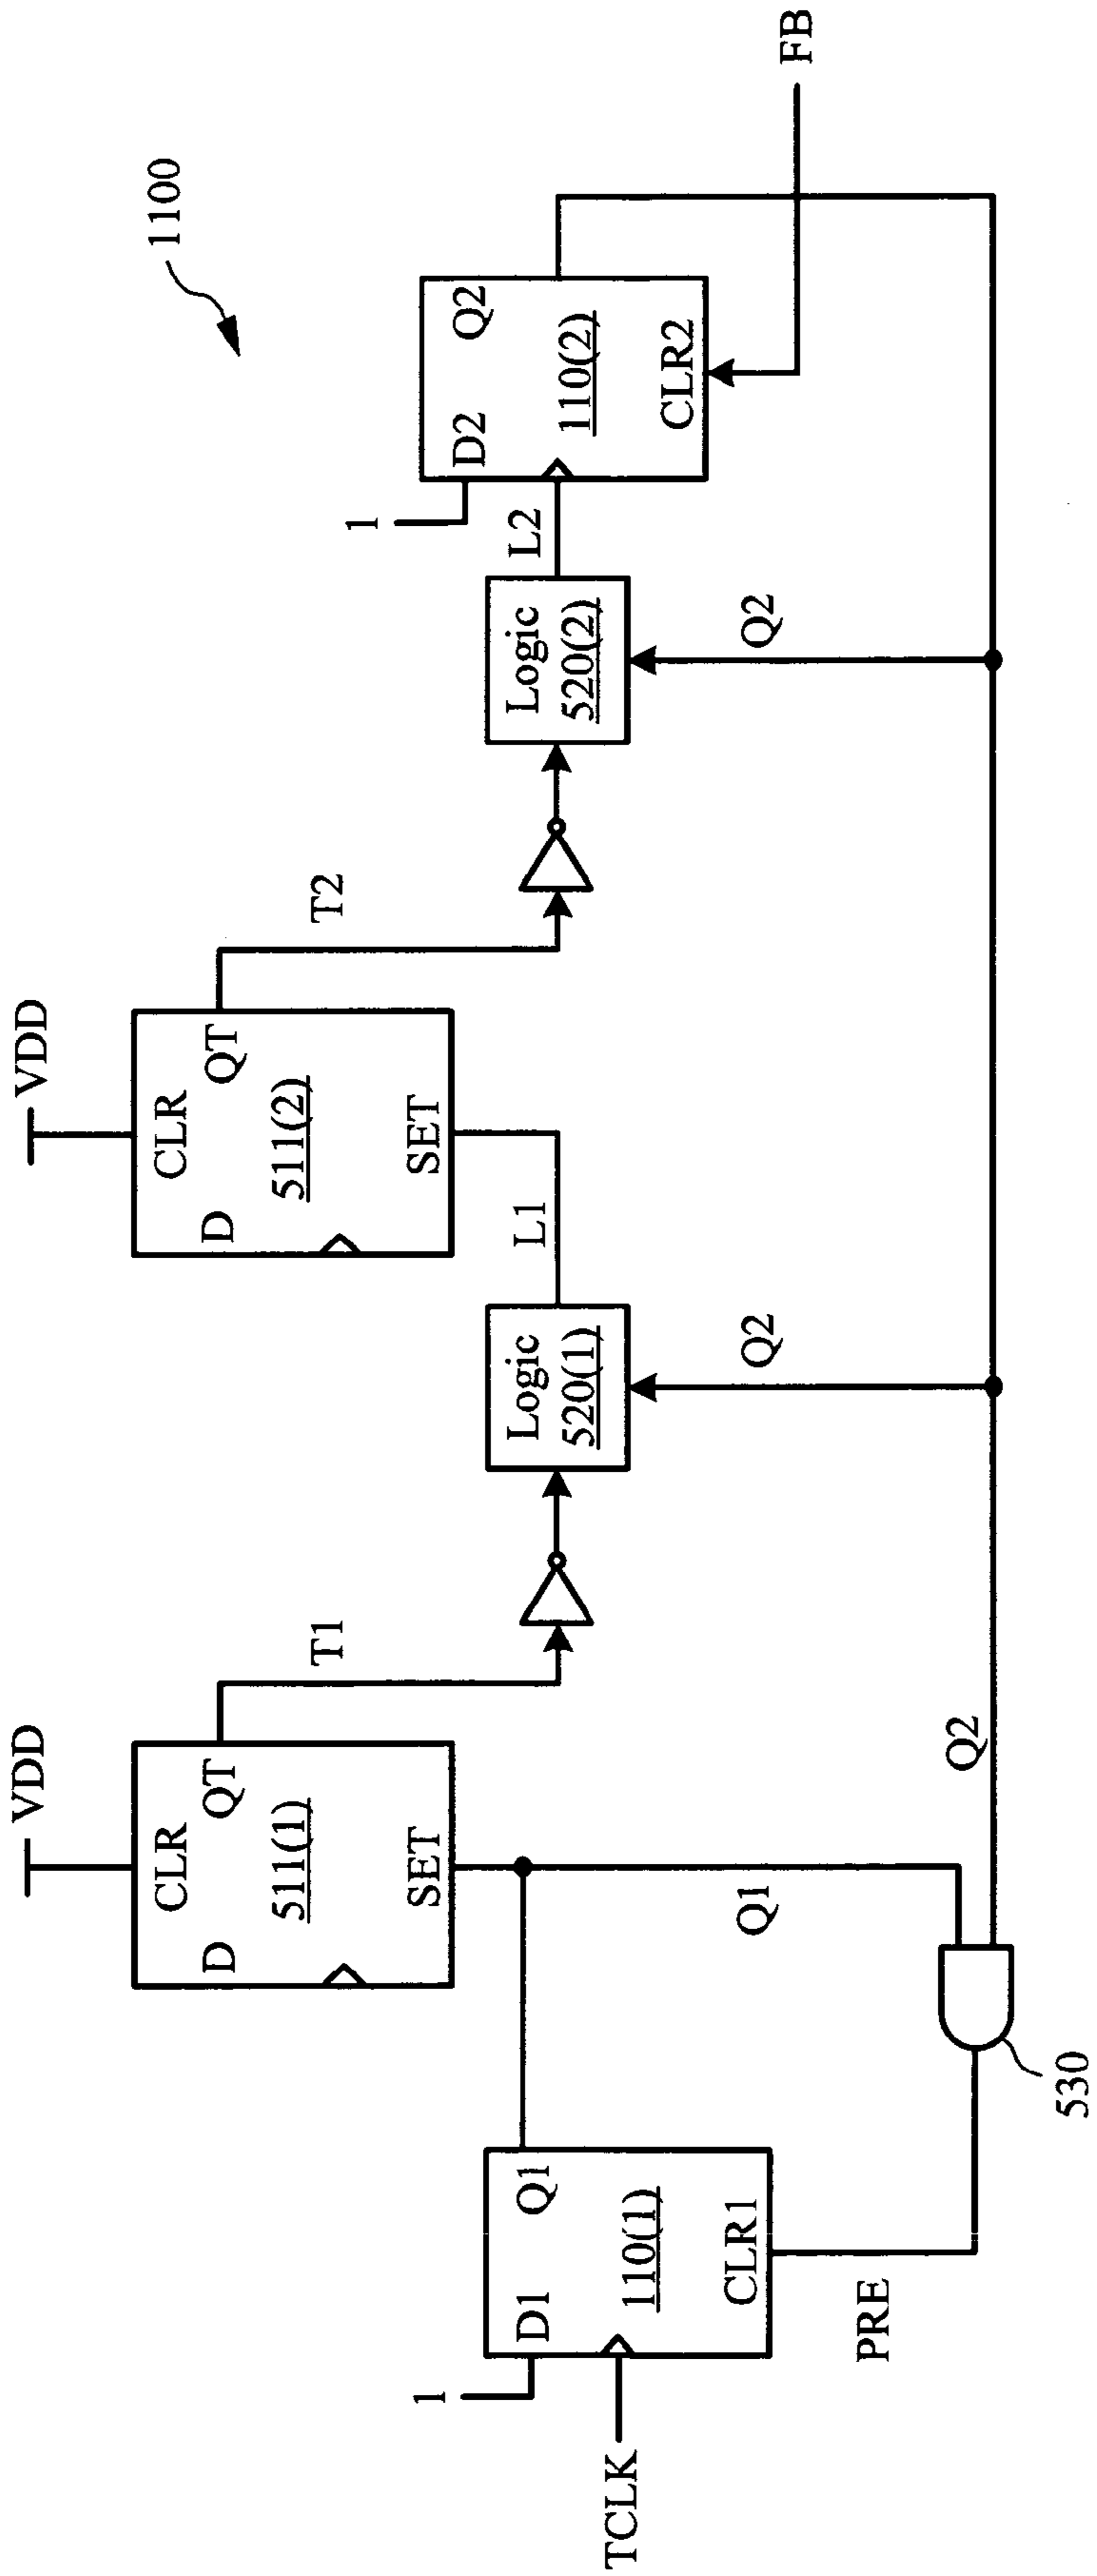 1100
VDD
VDD
CLR
D
QT
511(1)
SET
CLR
D
QT
511(2)
SET
T1
T2
1
D1
Q1
110(1)
CLR1
TCLK
Logic
520(1)
L1
Logic
520(2)
L2
1
D2
Q2
110(2)
CLR2
FB
Q1
Q2
Q2
Q2
PRE
530